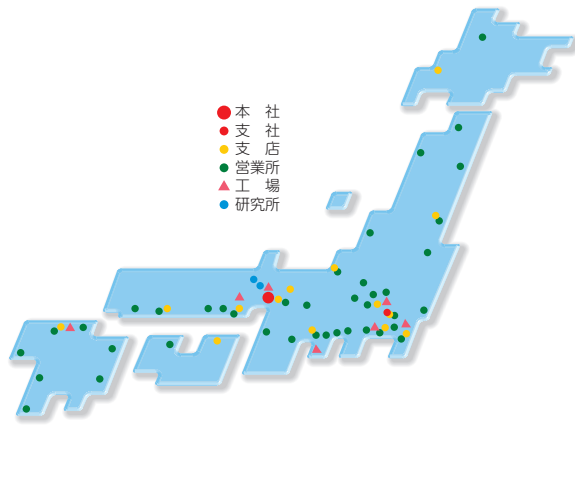 本　社
支　社
支　店
営業所
工　場
研究所